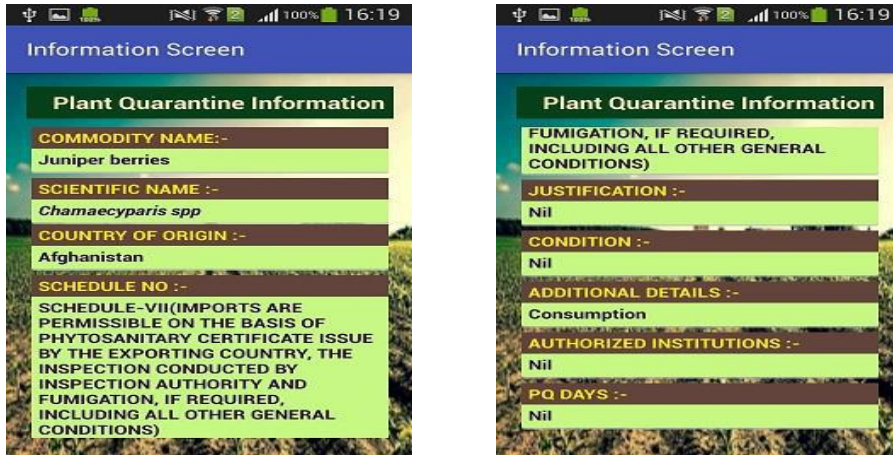 100% 16:19
Information Screen
Plant Quarantine Information
COMMODITY NAME:-
Juniper berries
SCIENTIFIC NAME :-
Chamaecyparis spp
COUNTRY OF ORIGIN :-
Afghanistan
SCHEDULE NO :-
SCHEDULE-VII(IMPORTS ARE
PERMISSIBLE ON THE BASIS OF
PHYTOSANITARY CERTIFICATE ISSUE
BY THE EXPORTING COUNTRY, THE
INSPECTION CONDUCTED BY
INSPECTION AUTHORITY AND
FUMIGATION, IF REQUIRED,
INCLUDING ALL OTHER GENERAL
CONDITIONS)
100% 16:19
Information Screen
Plant Quarantine Information
FUMIGATION, IF REQUIRED,
INCLUDING ALL OTHER GENERAL
CONDITIONS)
JUSTIFICATION :-
Nil
CONDITION :-
Nil
ADDITIONAL DETAILS :-
Consumption
AUTHORIZED INSTITUTIONS :-
Nil
PQ DAYS :-
Nil